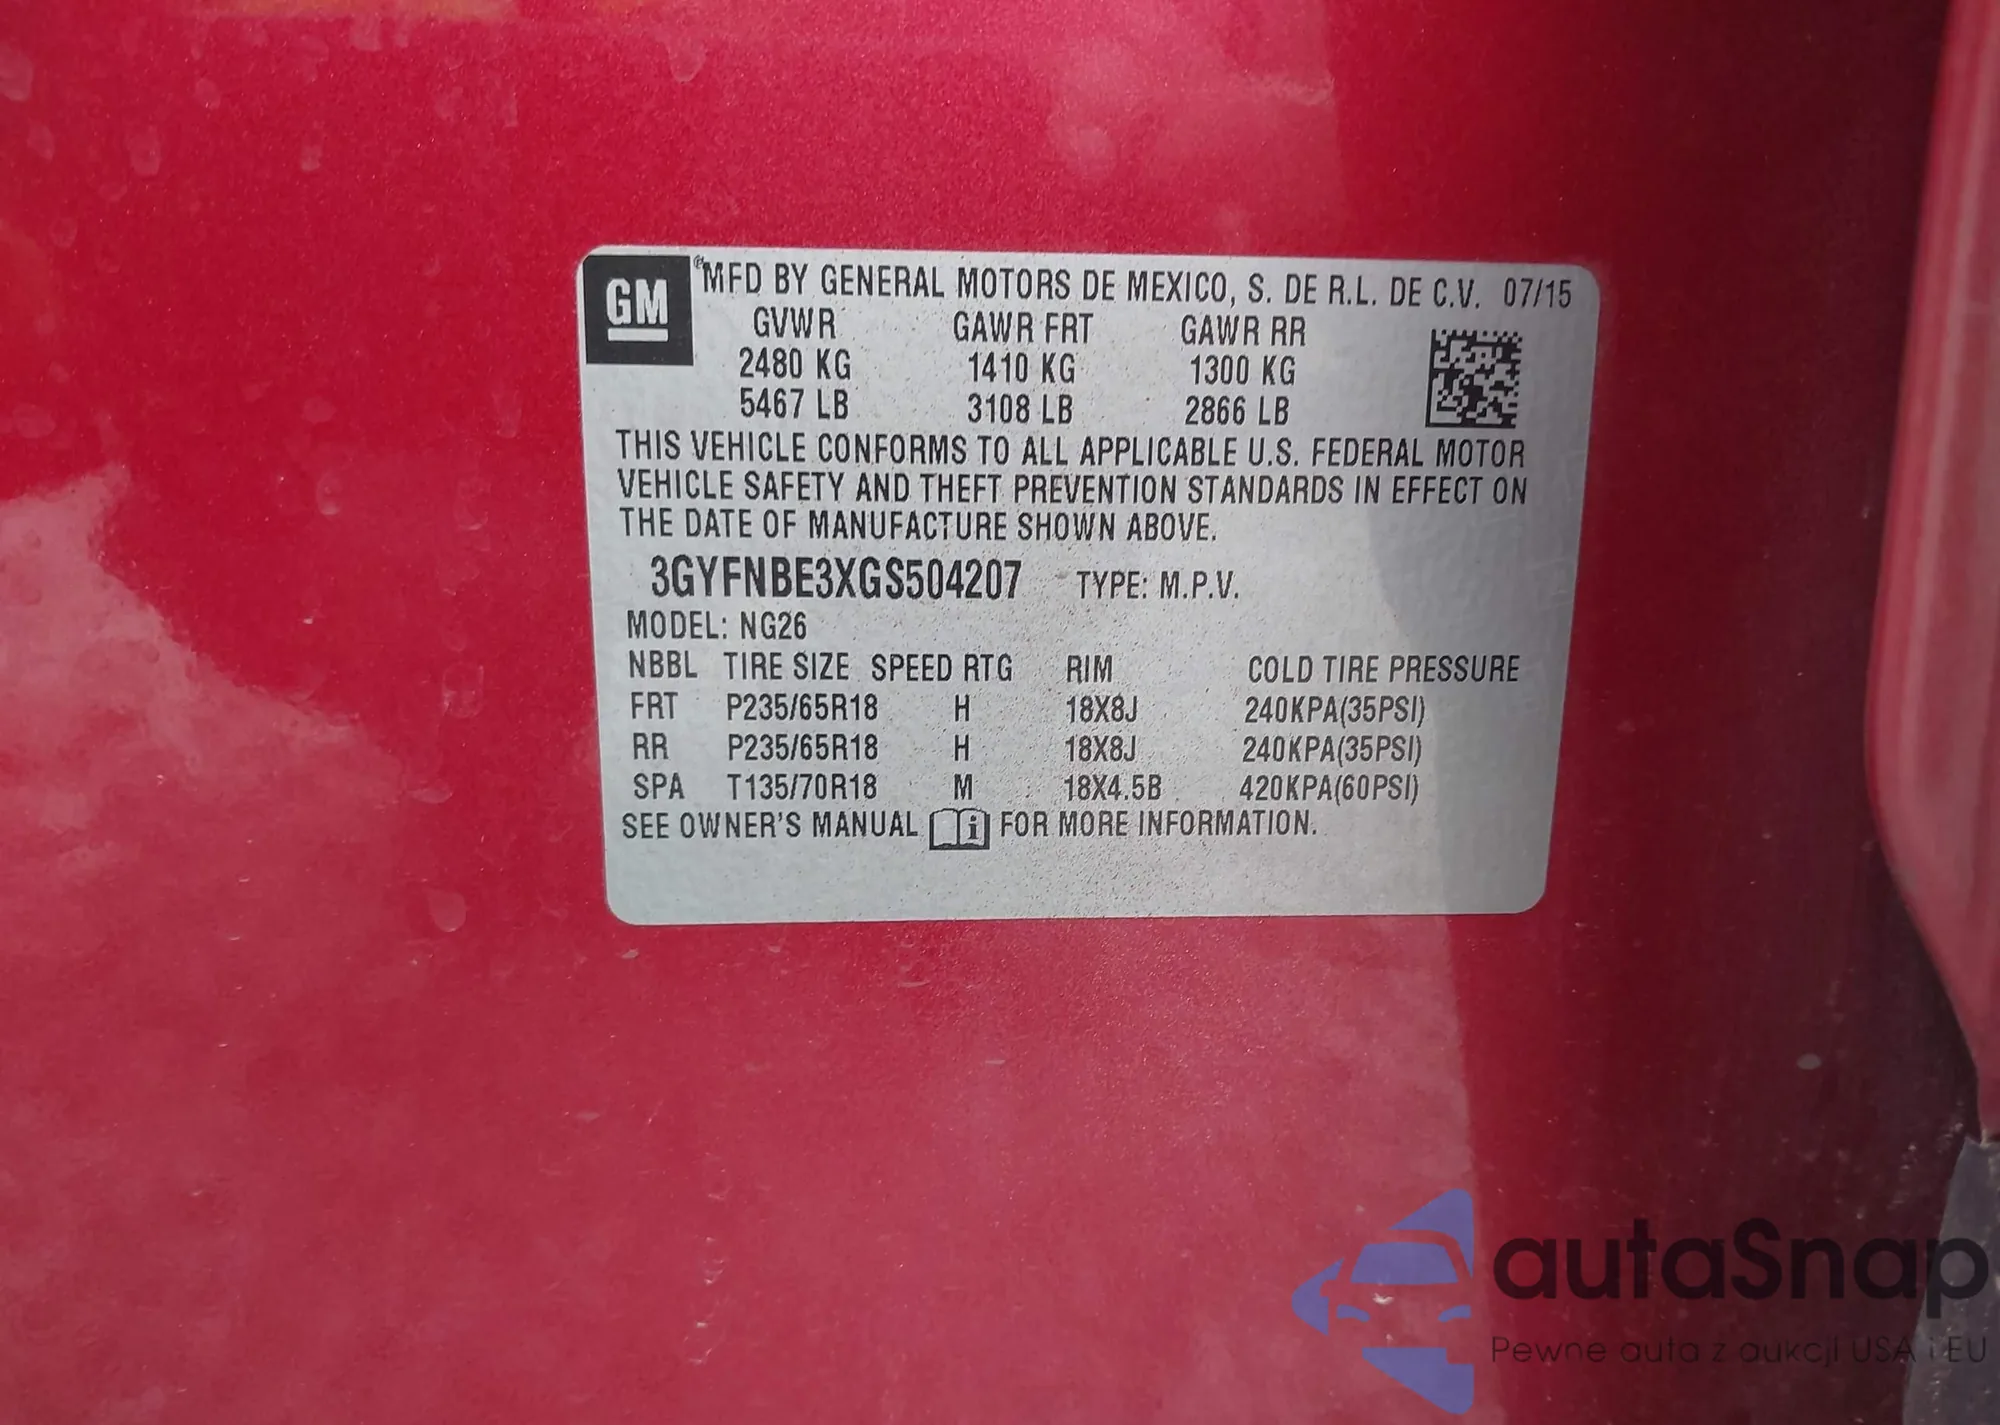 GM ® MFD BY GENERAL MOTORS DE MEXICO, S. DE R.L. DE C.V. 07/15
GVWR GAWR FRT GAWR RR
2480 KG 1410 KG 1300 KG
5467 LB 3108 LB 2866 LB
THIS VEHICLE CONFORMS TO ALL APPLICABLE U.S. FEDERAL MOTOR
VEHICLE SAFETY AND THEFT PREVENTION STANDARDS IN EFFECT ON
THE DATE OF MANUFACTURE SHOWN ABOVE.
3GYFNBE3XGS504207 TYPE: M.P.V.
MODEL: NG26
NBBL TIRE SIZE SPEED RTG RIM COLD TIRE PRESSURE
FRT P235/65R18 H 18X8J 240KPA(35PSI)
RR P235/65R18 H 18X8J 240KPA(35PSI)
SPA T135/70R18 M 18X4.5B 420KPA(60PSI)
SEE OWNER'S MANUAL i FOR MORE INFORMATION.
autaSnap
Pewne auta z aukcji USA i EU